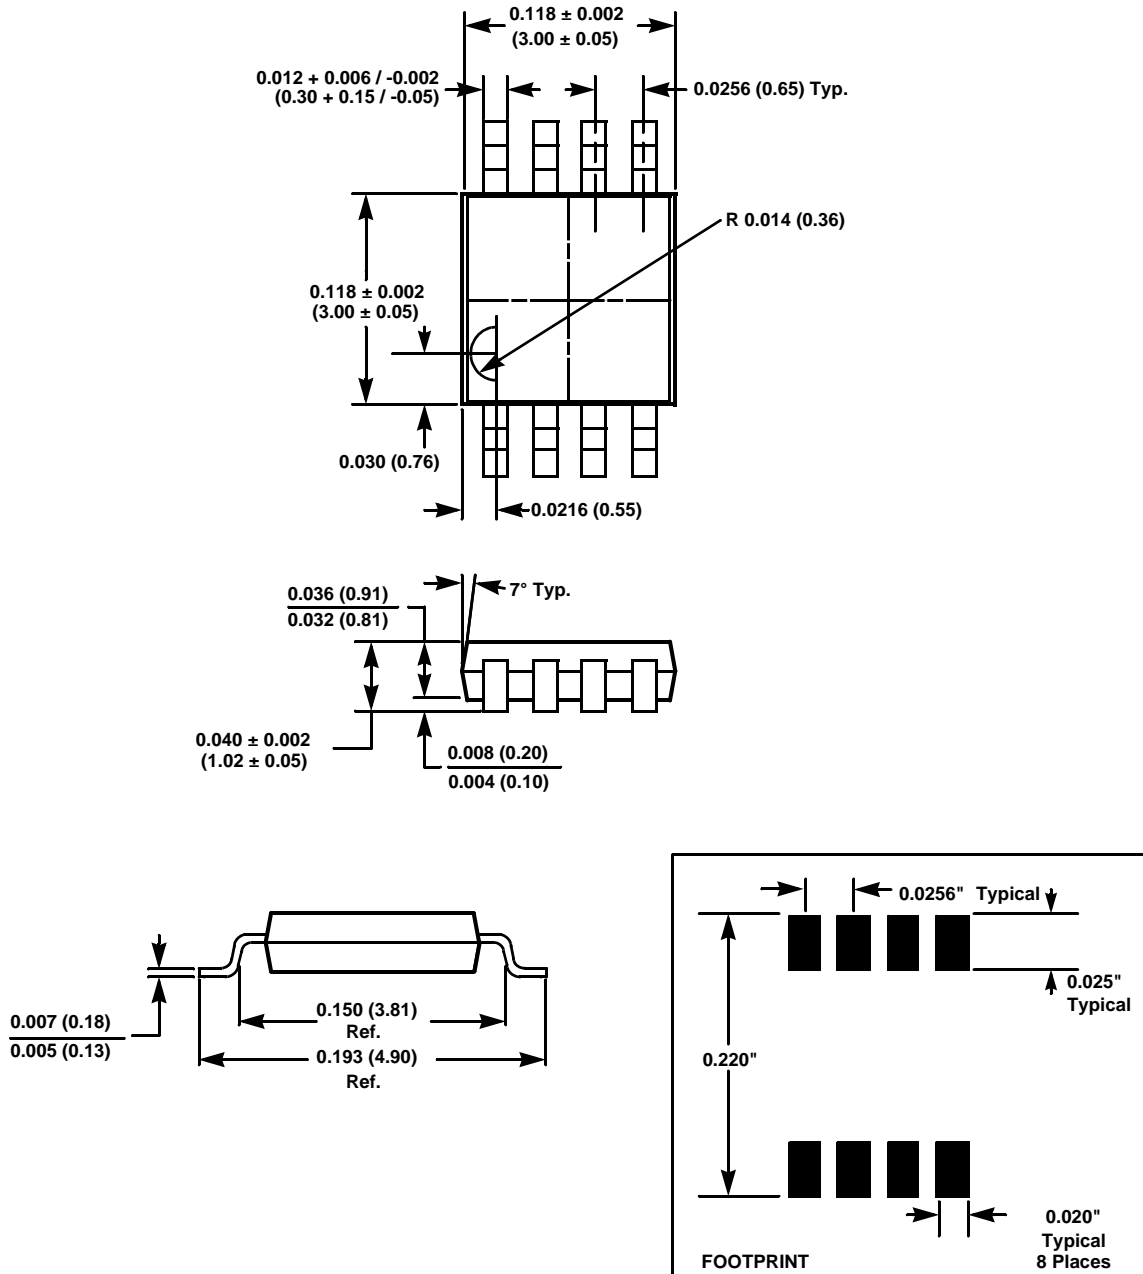 0.118 ± 0.002
(3.00 ± 0.05)
0.012 + 0.006 / -0.002
(0.30 + 0.15 / -0.05)
0.0256 (0.65) Typ.
R 0.014 (0.36)
0.118 ± 0.002
(3.00 ± 0.05)
0.030 (0.76)
0.0216 (0.55)
7° Typ.
0.036 (0.91)
0.032 (0.81)
0.040 ± 0.002
(1.02 ± 0.05)
0.008 (0.20)
0.004 (0.10)
0.007 (0.18)
0.005 (0.13)
0.150 (3.81)
Ref.
0.193 (4.90)
Ref.
0.0256" Typical
0.025"
Typical
0.220"
0.020"
Typical
8 Places
FOOTPRINT